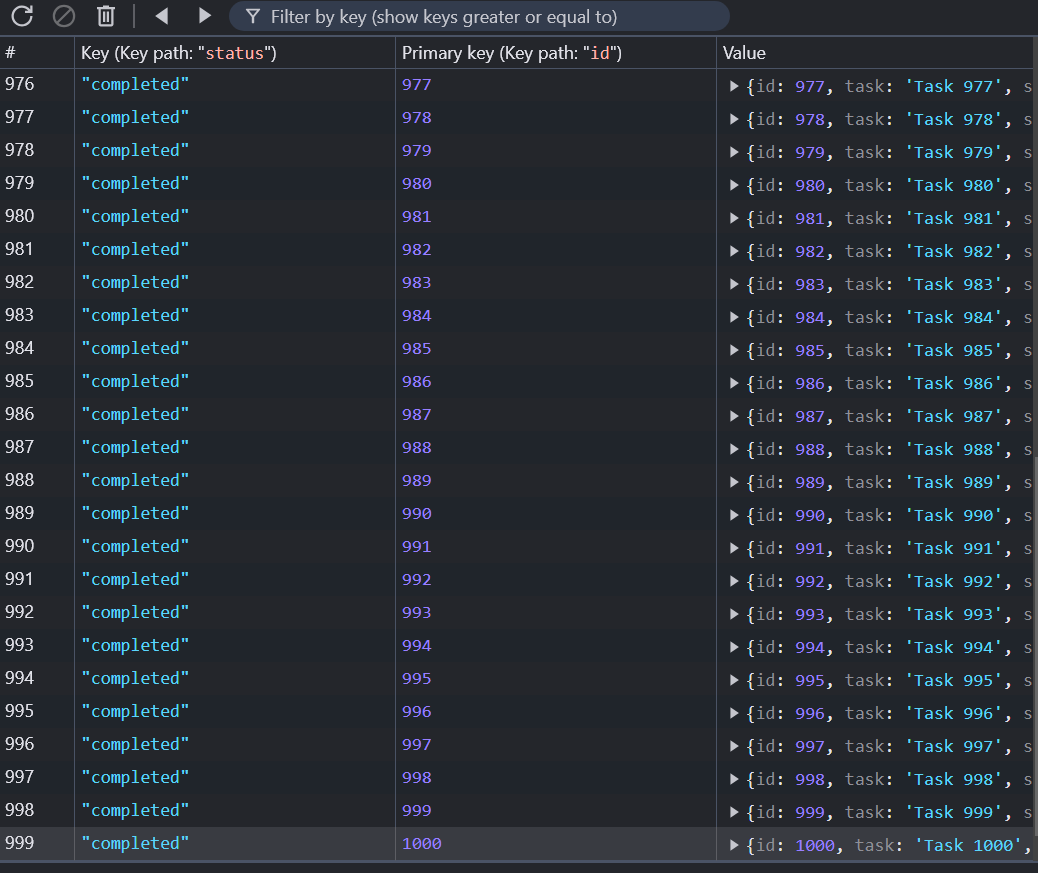 Filter by key (show keys greater or equal to)
# Key (Key path: "status") Primary key (Key path: "id") Value
976 "completed" 977 {id: 977, task: 'Task 977', s
977 "completed" 978 {id: 978, task: 'Task 978', s
978 "completed" 979 {id: 979, task: 'Task 979', s
979 "completed" 980 {id: 980, task: 'Task 980', s
980 "completed" 981 {id: 981, task: 'Task 981', s
981 "completed" 982 {id: 982, task: 'Task 982', s
982 "completed" 983 {id: 983, task: 'Task 983', s
983 "completed" 984 {id: 984, task: 'Task 984', s
984 "completed" 985 {id: 985, task: 'Task 985', s
985 "completed" 986 {id: 986, task: 'Task 986', s
986 "completed" 987 {id: 987, task: 'Task 987', s
987 "completed" 988 {id: 988, task: 'Task 988', s
988 "completed" 989 {id: 989, task: 'Task 989', s
989 "completed" 990 {id: 990, task: 'Task 990', s
990 "completed" 991 {id: 991, task: 'Task 991', s
991 "completed" 992 {id: 992, task: 'Task 992', s
992 "completed" 993 {id: 993, task: 'Task 993', s
993 "completed" 994 {id: 994, task: 'Task 994', s
994 "completed" 995 {id: 995, task: 'Task 995', s
995 "completed" 996 {id: 996, task: 'Task 996', s
996 "completed" 997 {id: 997, task: 'Task 997', s
997 "completed" 998 {id: 998, task: 'Task 998', s
998 "completed" 999 {id: 999, task: 'Task 999', s
999 "completed" 1000 {id: 1000, task: 'Task 1000',